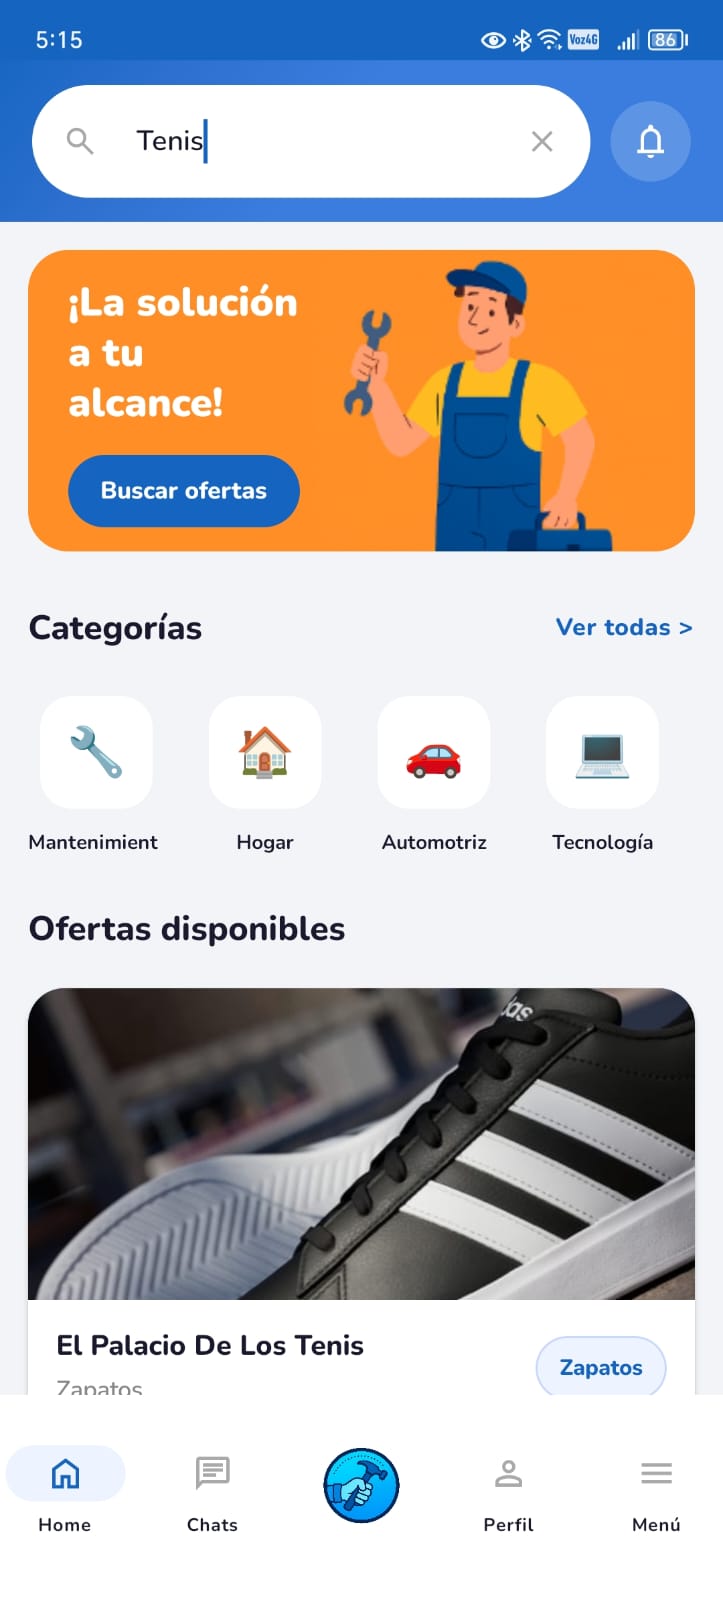 5:15
Voz4G
86
Tenis
¡La solución
a tu
alcance!
Buscar ofertas
Categorías
Ver todas >
Mantenimient
Hogar
Automotriz
Tecnología
Ofertas disponibles
das
El Palacio De Los Tenis
Zapatos
Zapatos
Home
Chats
Perfil
Menú